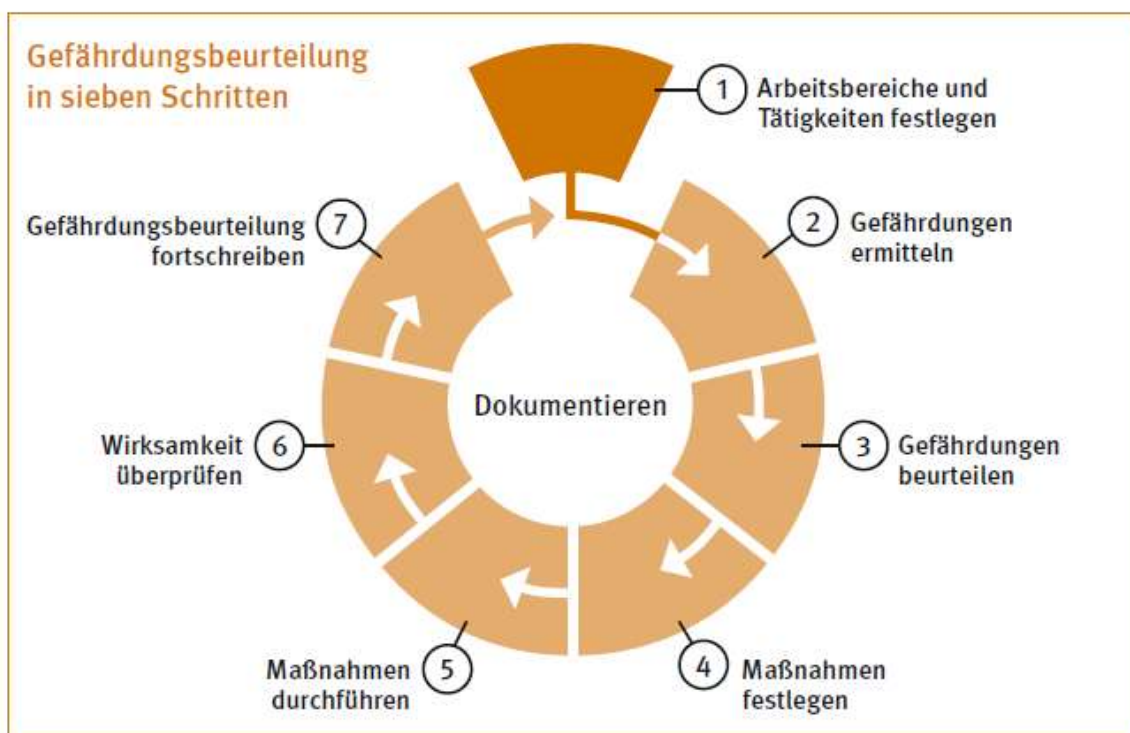 Gefährdungsbeurteilung
in sieben Schritten
1 Arbeitsbereiche und
Tätigkeiten festlegen
2 Gefährdungen
ermitteln
3 Gefährdungen
beurteilen
4 Maßnahmen
festlegen
Maßnahmen 5
durchführen
Wirksamkeit 6
überprüfen
Gefährdungsbeurteilung 7
fortschreiben
Dokumentieren